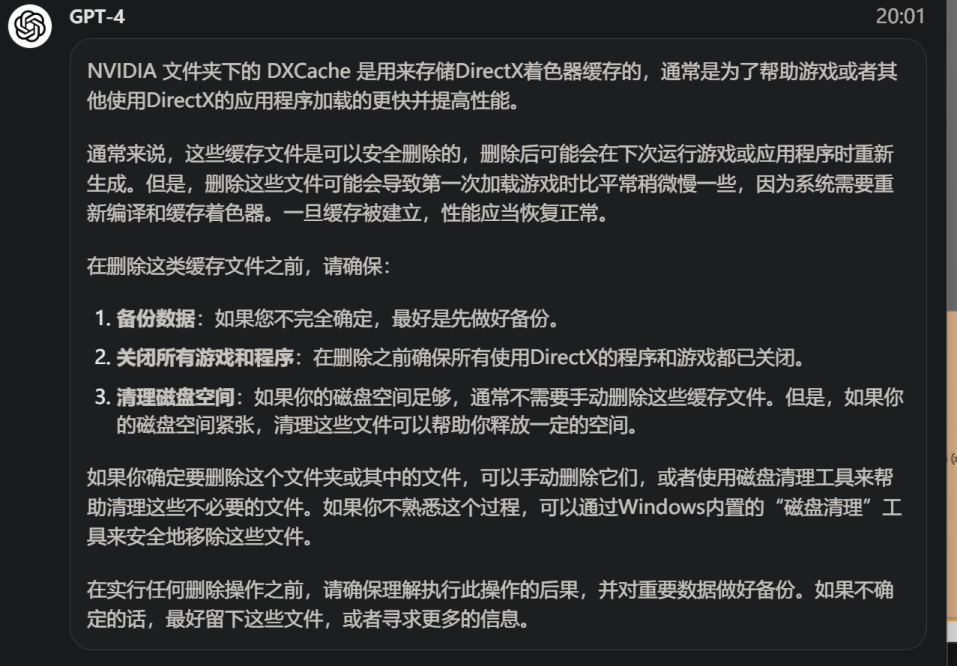 GPT-4
20:01
NVIDIA 文件夹下的 DXCache 是用来存储DirectX着色器缓存的，通常是为了帮助游戏或者其
他使用DirectX的应用程序加载的更快并提高性能。
通常来说，这些缓存文件是可以安全删除的，删除后可能会在下次运行游戏或应用程序时重新
生成。但是，删除这些文件可能会导致第一次加载游戏时比平常稍微慢一些，因为系统需要重
新编译和缓存着色器。一旦缓存被建立，性能应当恢复正常。
在删除这类缓存文件之前，请确保：
1. 备份数据：如果您不完全确定，最好是先做好备份。
2. 关闭所有游戏和程序：在删除之前确保所有使用DirectX的程序和游戏都已关闭。
3. 清理磁盘空间：如果你的磁盘空间足够，通常不需要手动删除这些缓存文件。但是，如果你
的磁盘空间紧张，清理这些文件可以帮助你释放一定的空间。
如果你确定要删除这个文件夹或其中的文件，可以手动删除它们，或者使用磁盘清理工具来帮
助清理这些不必要的文件。如果你不熟悉这个过程，可以通过Windows内置的“磁盘清理”工
具来安全地移除这些文件。
在实行任何删除操作之前，请确保理解执行此操作的后果，并对重要数据做好备份。如果不确
定的话，最好留下这些文件，或者寻求更多的信息。